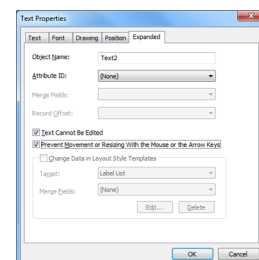 Text Properties
Text Font Drawing Position Expanded
Object Name: Text2
Attribute ID: (None)
Merge Fields:
Record Offset:
Text Cannot Be Edited
Prevent Movement or Resizing With the Mouse or the Arrow Keys
Change Data in Layout Style Templates
Target: Label List
Merge Fields: (None)
Edit... Delete
OK Cancel